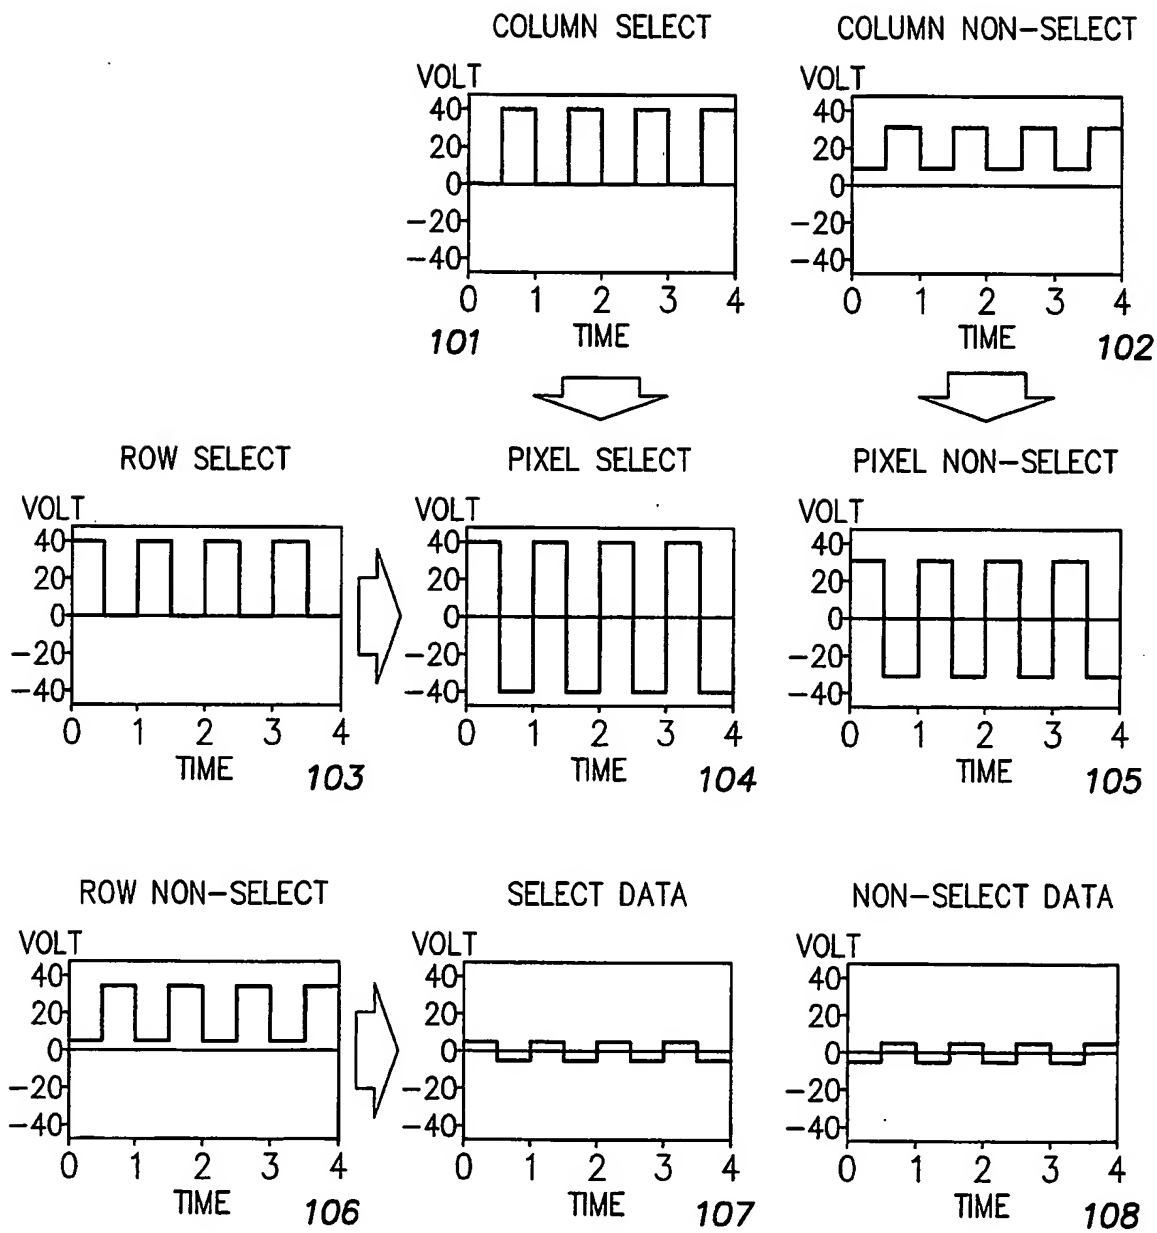 COLUMN SELECT
VOLT
40
20
0
−20
−40
0 1 2 3 4
TIME
101
COLUMN NON−SELECT
VOLT
40
20
0
−20
−40
0 1 2 3 4
TIME
102
ROW SELECT
VOLT
40
20
0
−20
−40
0 1 2 3 4
TIME
103
PIXEL SELECT
VOLT
40
20
0
−20
−40
0 1 2 3 4
TIME
104
PIXEL NON−SELECT
VOLT
40
20
0
−20
−40
0 1 2 3 4
TIME
105
ROW NON−SELECT
VOLT
40
20
0
−20
−40
0 1 2 3 4
TIME
106
SELECT DATA
VOLT
40
20
0
−20
−40
0 1 2 3 4
TIME
107
NON−SELECT DATA
VOLT
40
20
0
−20
−40
0 1 2 3 4
TIME
108